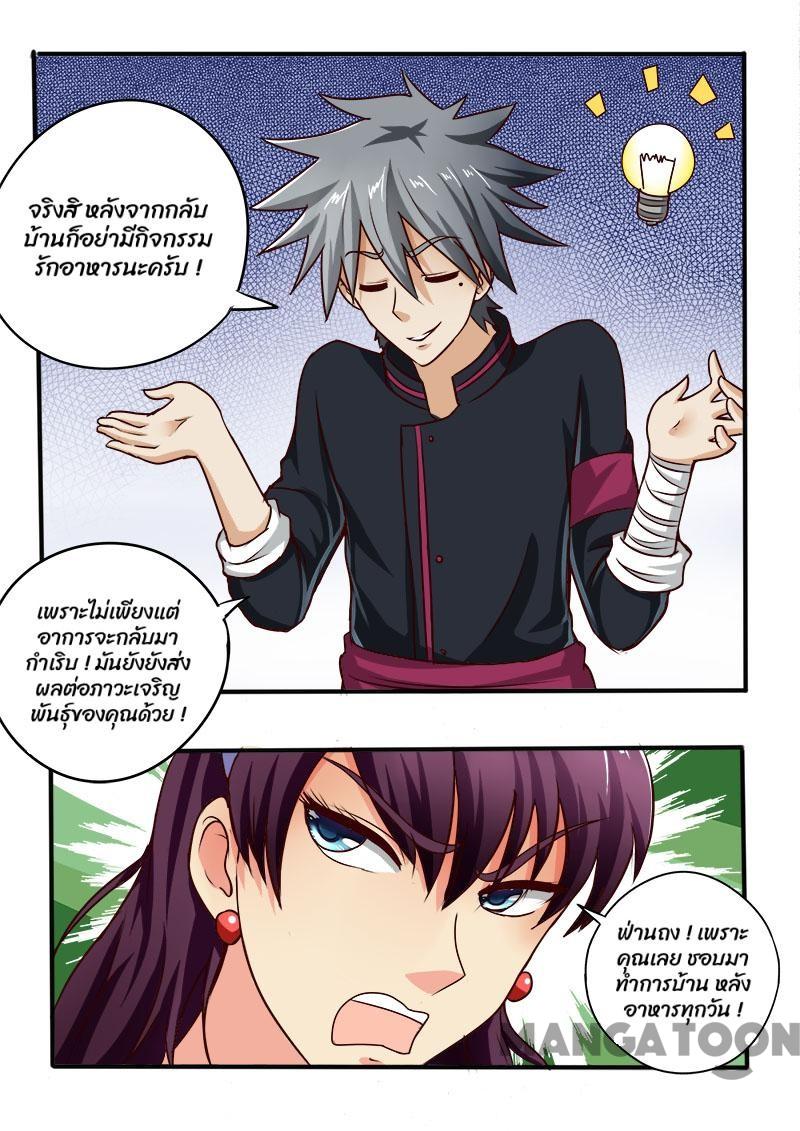 จริงสิ หลังจากกลับ
บ้านก็อย่ามีกิจกรรม
รักอาหารนะครับ !
เพราะไม่เพียงแต่
อาการจะกลับมา
กำเริบ ! มันยังยังส่ง
ผลต่อภาวะเจริญ
พันธุ์ของคุณด้วย !
ฟ่านถง ! เพราะ
คุณเลย ชอบมา
ทำการบ้าน หลัง
อาหารทุกวัน !
MANGATOON